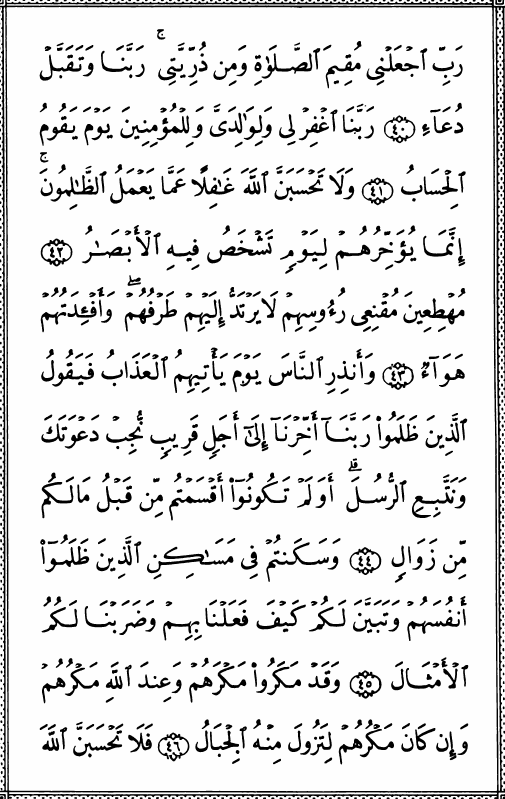 رَبِّ ٱجۡعَلۡنِي مُقِيمَ ٱلصَّلَوٰةِ وَمِن ذُرِّيَّتِيۚ رَبَّنَا وَتَقَبَّلۡ
دُعَآءِ ٤٠ رَبَّنَا ٱغۡفِرۡ لِي وَلِوَٰلِدَيَّ وَلِلۡمُؤۡمِنِينَ يَوۡمَ يَقُومُ
ٱلۡحِسَابُ ٤١ وَلَا تَحۡسَبَنَّ ٱللَّهَ غَٰفِلًا عَمَّا يَعۡمَلُ ٱلظَّٰلِمُونَۚ
إِنَّمَا يُؤَخِّرُهُمۡ لِيَوۡمٖ تَشۡخَصُ فِيهِ ٱلۡأَبۡصَٰرُ ٤٢
مُهۡطِعِينَ مُقۡنِعِي رُءُوسِهِمۡ لَا يَرۡتَدُّ إِلَيۡهِمۡ طَرۡفُهُمۡۖ وَأَفۡـِٔدَتُهُمۡ
هَوَآءٞ ٤٣ وَأَنذِرِ ٱلنَّاسَ يَوۡمَ يَأۡتِيهِمُ ٱلۡعَذَابُ فَيَقُولُ
ٱلَّذِينَ ظَلَمُواْ رَبَّنَآ أَخِّرۡنَآ إِلَىٰٓ أَجَلٖ قَرِيبٖ نُّجِبۡ دَعۡوَتَكَ
وَنَتَّبِعِ ٱلرُّسُلَۗ أَوَلَمۡ تَكُونُوٓاْ أَقۡسَمۡتُم مِّن قَبۡلُ مَا لَكُم
مِّن زَوَالٖ ٤٤ وَسَكَنتُمۡ فِي مَسَٰكِنِ ٱلَّذِينَ ظَلَمُوٓاْ
أَنفُسَهُمۡ وَتَبَيَّنَ لَكُمۡ كَيۡفَ فَعَلۡنَا بِهِمۡ وَضَرَبۡنَا لَكُمُ
ٱلۡأَمۡثَالَ ٤٥ وَقَدۡ مَكَرُواْ مَكۡرَهُمۡ وَعِندَ ٱللَّهِ مَكۡرُهُمۡ
وَإِن كَانَ مَكۡرُهُمۡ لِتَزُولَ مِنۡهُ ٱلۡجِبَالُ ٤٦ فَلَا تَحۡسَبَنَّ ٱللَّهَ